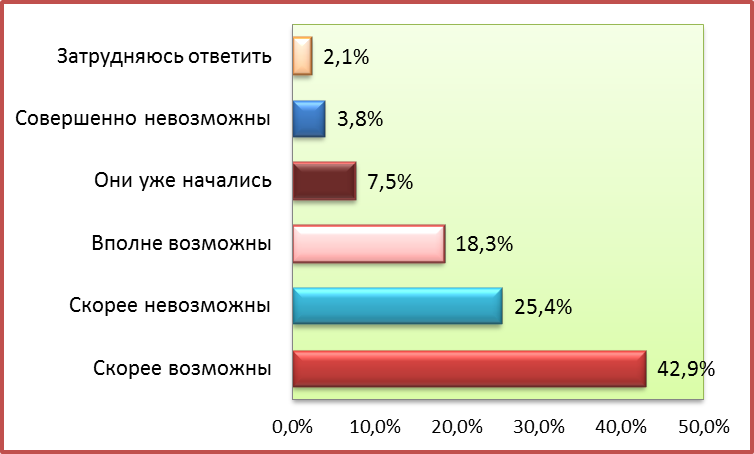 Затрудняюсь ответить 2,1%
Совершенно невозможны 3,8%
Они уже начались 7,5%
Вполне возможны 18,3%
Скорее невозможны 25,4%
Скорее возможны 42,9%
0,0% 10,0% 20,0% 30,0% 40,0% 50,0%